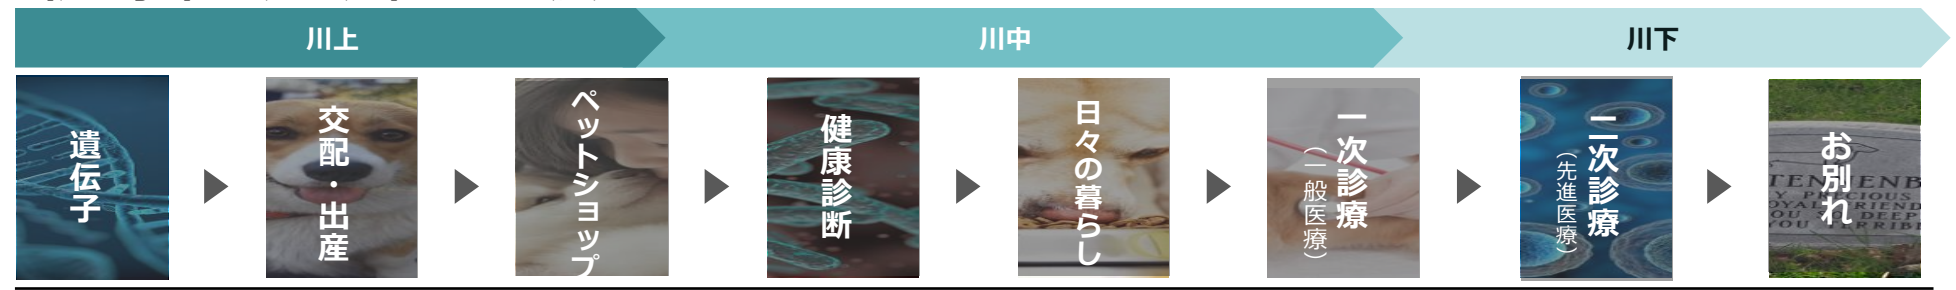 川上
川中
川下
遺伝子
交配・出産
ペットショップ
健康診断
日々の暮らし
一次診療
（一般医療）
二次診療
（先進医療）
お別れ